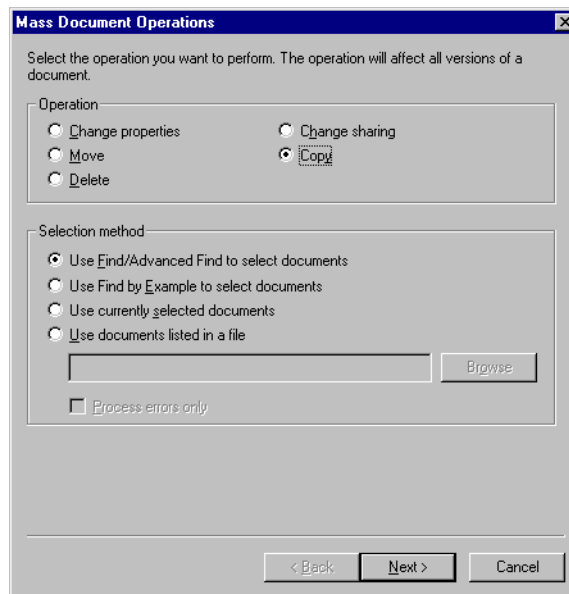 Mass Document Operations
Select the operation you want to perform. The operation will affect all versions of a
document.
Operation
Change properties
Change sharing
Move
Copy
Delete
Selection method
Use Find/Advanced Find to select documents
Use Find by Example to select documents
Use currently selected documents
Use documents listed in a file
Browse
Process errors only
< Back
Next >
Cancel